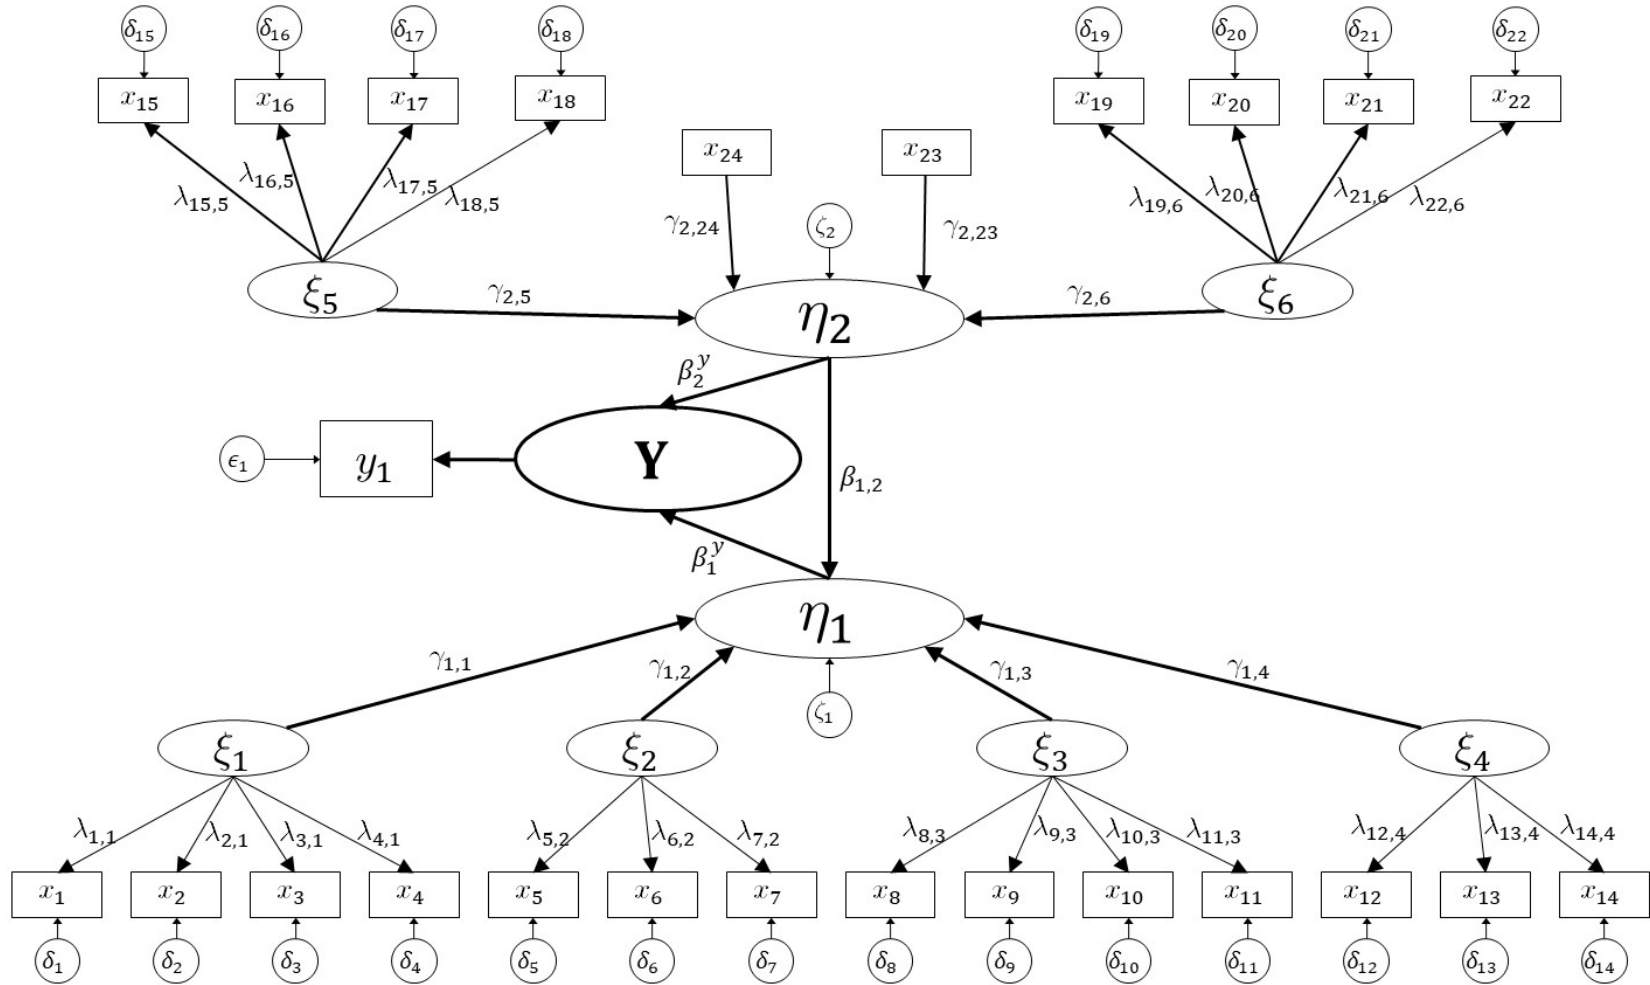 δ₁₅ δ₁₆ δ₁₇ δ₁₈ δ₁₉ δ₂₀ δ₂₁ δ₂₂
x₁₅ x₁₆ x₁₇ x₁₈ x₁₉ x₂₀ x₂₁ x₂₂
x₂₄ x₂₃
λ₁₅,₅ λ₁₆,₅ λ₁₇,₅ λ₁₈,₅ λ₁₉,₆ λ₂₀,₆ λ₂₁,₆ λ₂₂,₆
γ₂,₂₄ ζ₂ γ₂,₂₃
ξ₅ γ₂,₅ η₂ γ₂,₆ ξ₆
β₂ʸ
ϵ₁ y₁ Y β₁,₂
β₁ʸ
η₁
γ₁,₁ γ₁,₂ γ₁,₃ γ₁,₄
ζ₁
ξ₁ ξ₂ ξ₃ ξ₄
λ₁,₁ λ₂,₁ λ₃,₁ λ₄,₁ λ₅,₂ λ₆,₂ λ₇,₂ λ₈,₃ λ₉,₃ λ₁₀,₃ λ₁₁,₃ λ₁₂,₄ λ₁₃,₄ λ₁₄,₄
x₁ x₂ x₃ x₄ x₅ x₆ x₇ x₈ x₉ x₁₀ x₁₁ x₁₂ x₁₃ x₁₄
δ₁ δ₂ δ₃ δ₄ δ₅ δ₆ δ₇ δ₈ δ₉ δ₁₀ δ₁₁ δ₁₂ δ₁₃ δ₁₄